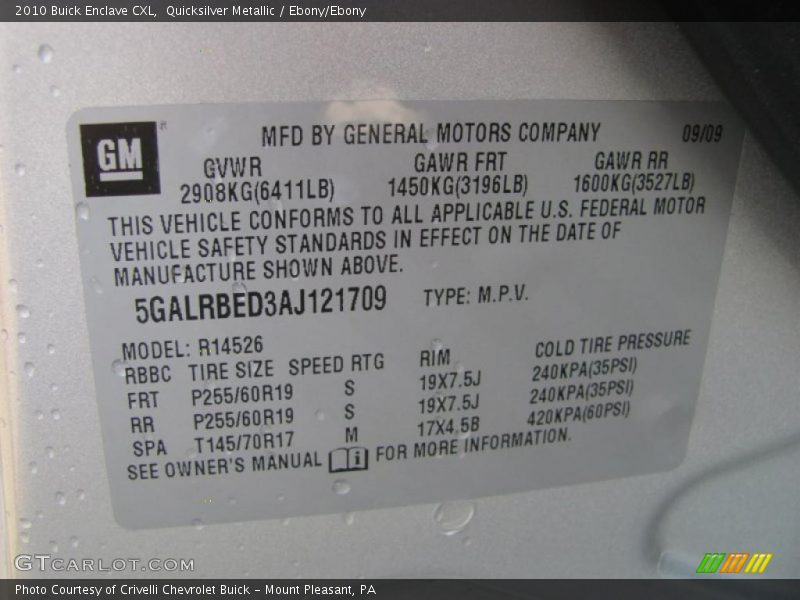 2010 Buick Enclave CXL, Quicksilver Metallic / Ebony/Ebony
GM
MFD BY GENERAL MOTORS COMPANY 09/09
GVWR GAWR FRT GAWR RR
2908KG(6411LB) 1450KG(3196LB) 1600KG(3527LB)
THIS VEHICLE CONFORMS TO ALL APPLICABLE U.S. FEDERAL MOTOR
VEHICLE SAFETY STANDARDS IN EFFECT ON THE DATE OF
MANUFACTURE SHOWN ABOVE.
5GALRBED3AJ121709 TYPE: M.P.V.
MODEL: R14526
RBBC TIRE SIZE SPEED RTG RIM COLD TIRE PRESSURE
FRT P255/60R19 S 19X7.5J 240KPA(35PSI)
RR P255/60R19 S 19X7.5J 240KPA(35PSI)
SPA T145/70R17 M 17X4.5B 420KPA(60PSI)
SEE OWNER'S MANUAL i FOR MORE INFORMATION.
GTCARLOT.COM
Photo Courtesy of Crivelli Chevrolet Buick – Mount Pleasant, PA